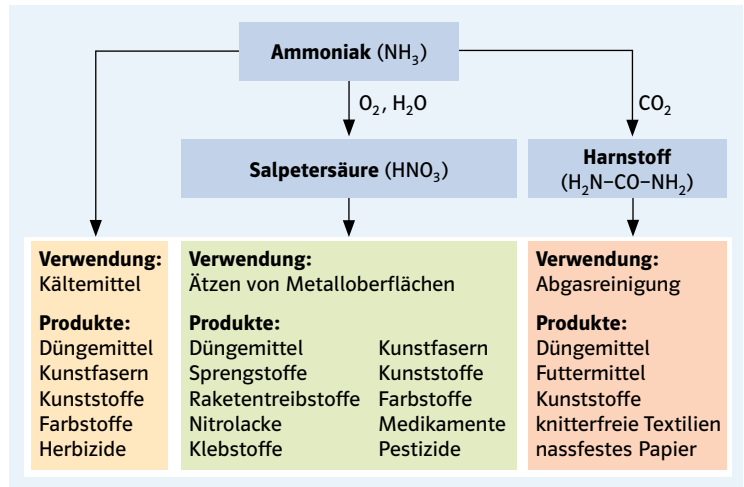 Ammoniak (NH₃)
O₂, H₂O
CO₂
Salpetersäure (HNO₃)
Harnstoff
(H₂N–CO–NH₂)
Verwendung:
Kältemittel
Produkte:
Düngemittel
Kunstfasern
Kunststoffe
Farbstoffe
Herbizide
Verwendung:
Ätzen von Metalloberflächen
Produkte:
Düngemittel
Sprengstoffe
Raketentreibstoffe
Nitrolacke
Klebstoffe
Kunstfasern
Kunststoffe
Farbstoffe
Medikamente
Pestizide
Verwendung:
Abgasreinigung
Produkte:
Düngemittel
Futtermittel
Kunststoffe
knitterfreie Textilien
nassfestes Papier